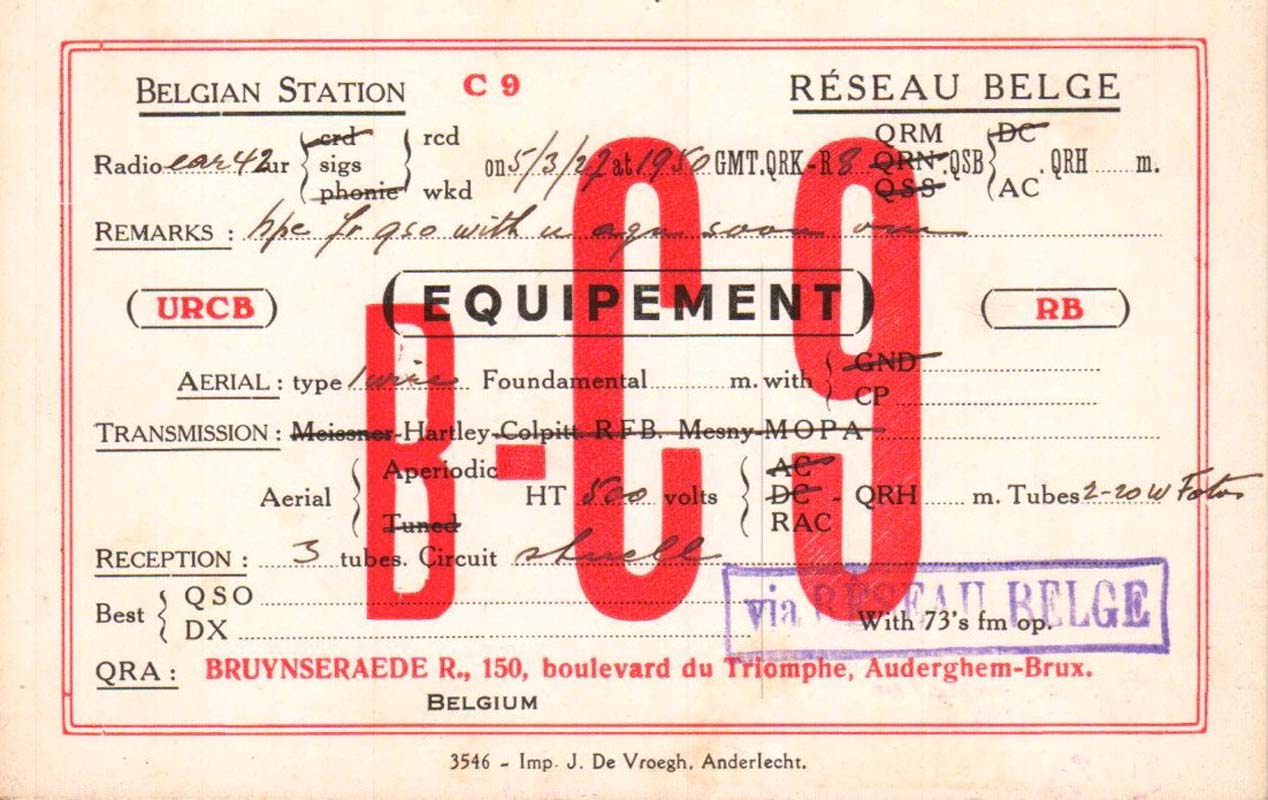 BELGIAN STATION C 9 RÉSEAU BELGE
Radio ear42 ur { crd sigs phonie } rcd wkd on 5/3/27 at 1950 GMT. QRK - R 8 QRM QRN QSS .QSB { DC AC . QRH ...... m.
REMARKS : hpe fr qso with u agn soon om
URCB (EQUIPEMENT) RB
B-C9
AERIAL : type 1 wire Foundamental ............ m. with { GND CP
TRANSMISSION : Meissner-Hartley-Colpitt RFB. Mesny-MOPA
Aerial { Aperiodic Tuned HT 500 volts { AC DC RAC - QRH ...... m. Tubes 2-20 W Fotos
RECEPTION : 3 tubes. Circuit shnell
Best { QSO DX
via RÉSEAU BELGE
With 73's fm op.
QRA : BRUYNSERAEDE R., 150, boulevard du Triomphe, Auderghem-Brux.
BELGIUM
3546 - Imp. J. De Vroegh, Anderlecht.